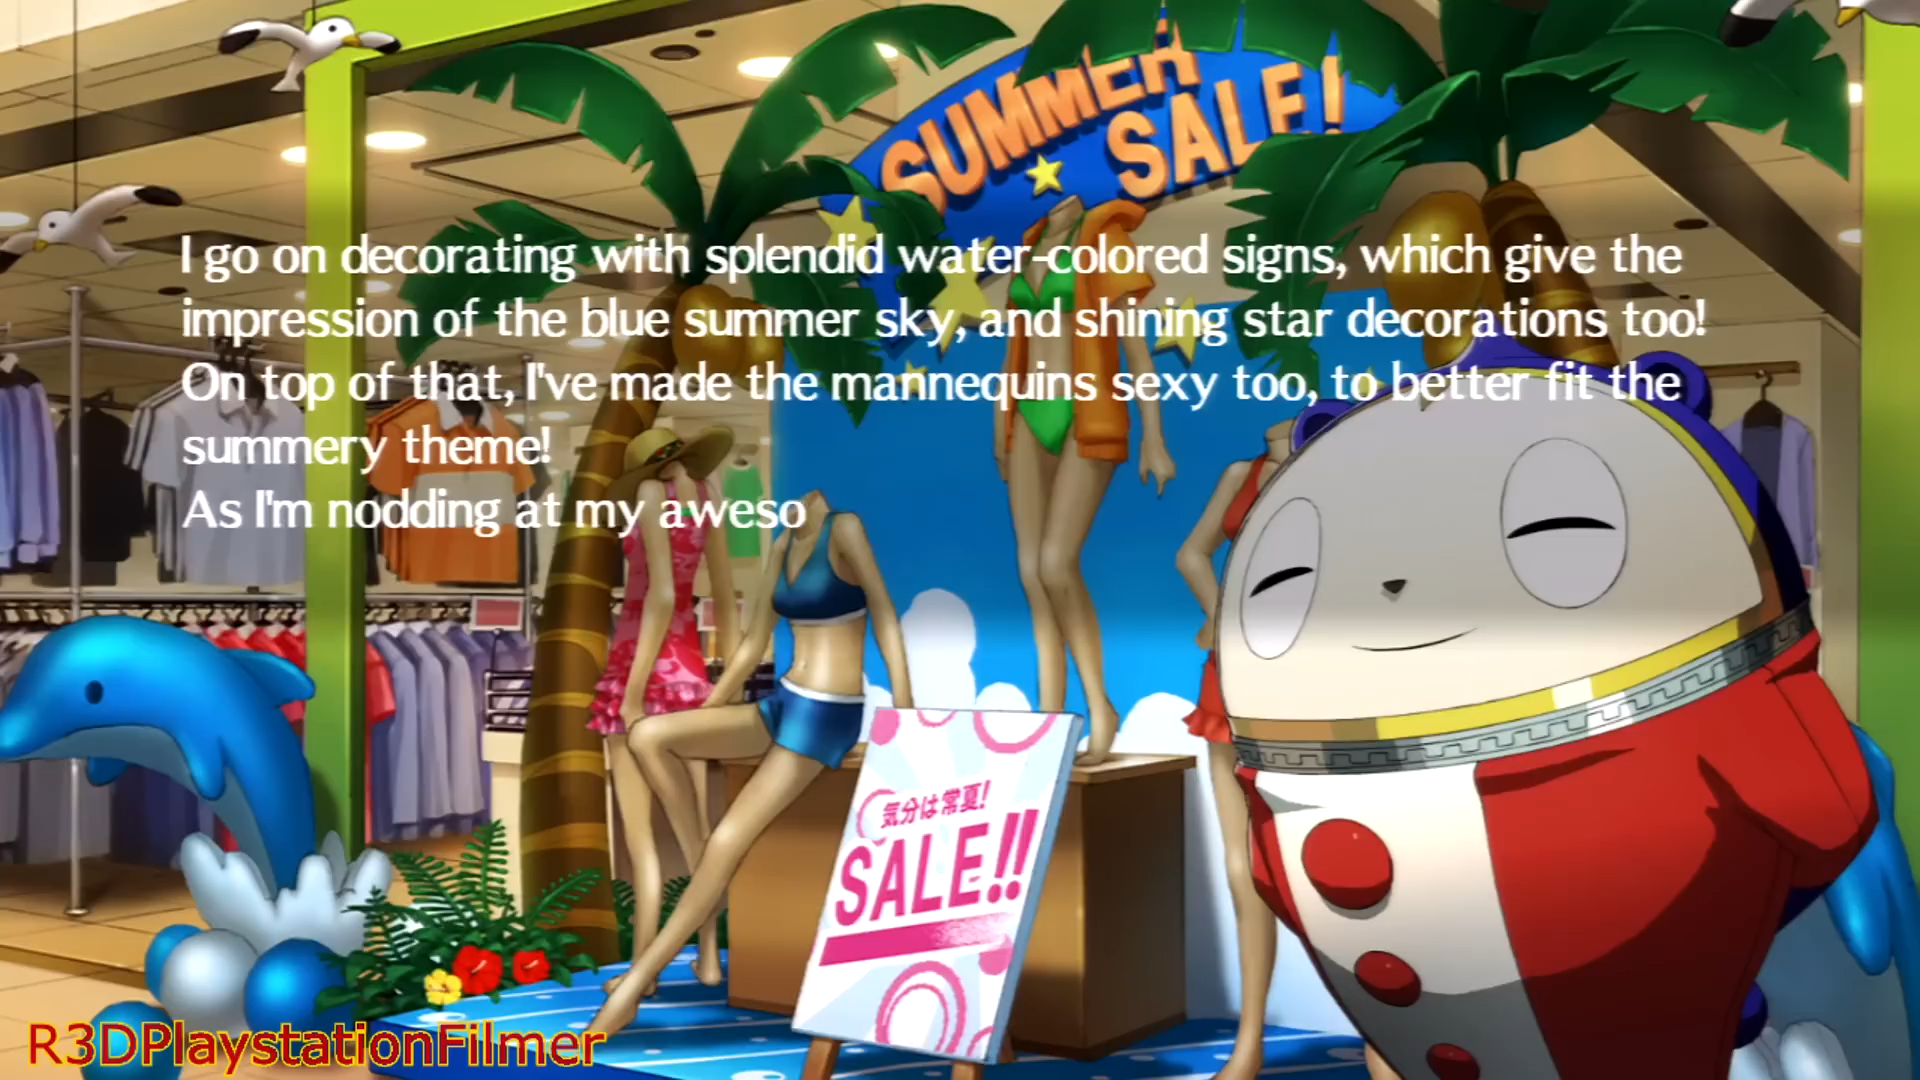 SUMMER
SALE!
I go on decorating with splendid water-colored signs, which give the
impression of the blue summer sky, and shining star decorations too!
On top of that, I've made the mannequins sexy too, to better fit the
summery theme!
As I'm nodding at my aweso
気分は常夏!
SALE!!
R3DPlaystationFilmer